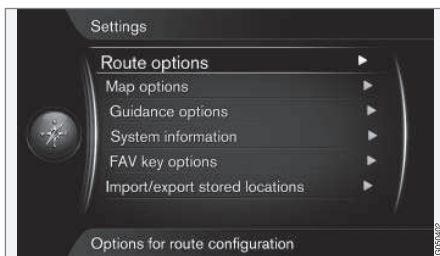 Settings
Route options
Map options
Guidance options
System information
FAV key options
Import/export stored locations
Options for route configuration
G050402